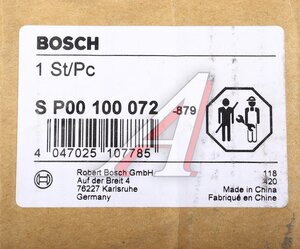 BOSCH
1 St/Pc
S P00 100 072 -879
4 047025 107785
Robert Bosch GmbH
Auf der Breit 4
76227 Karlsruhe
Germany
118
420
Made in China
Fabriqué en Chine